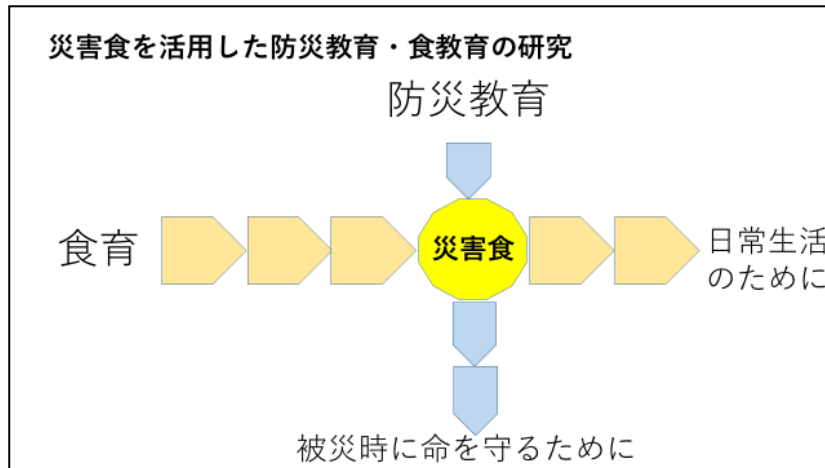 災害食を活用した防災教育・食教育の研究
防災教育
食育
災害食
日常生活
のために
被災時に命を守るために